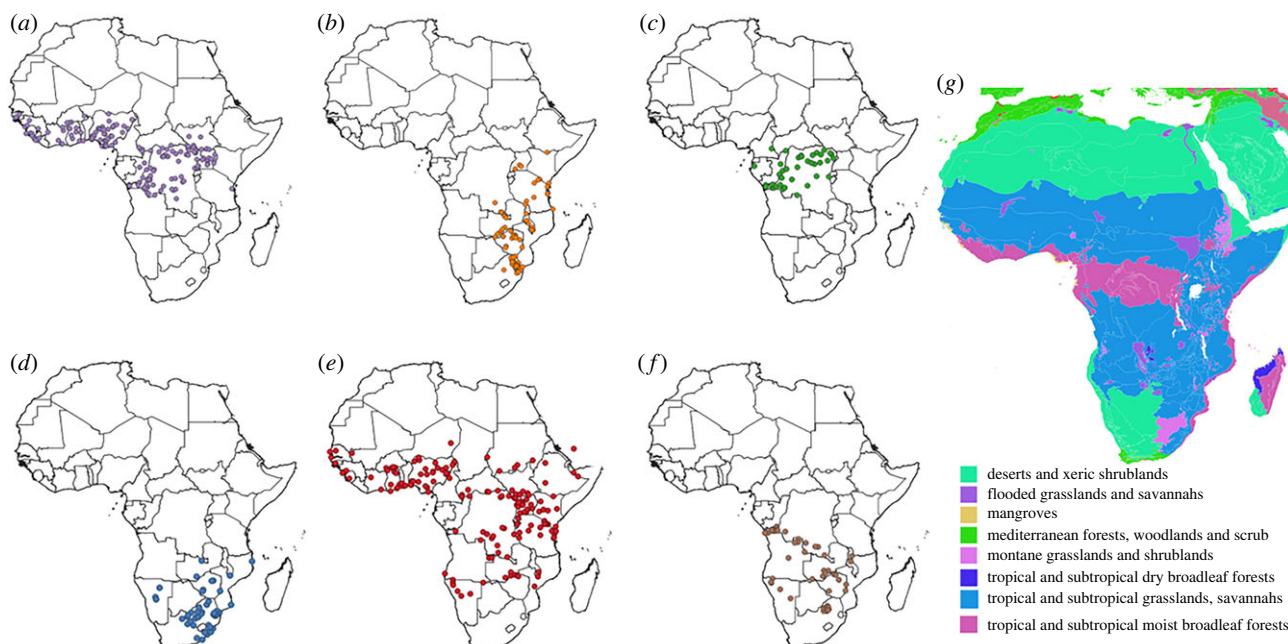 (a)
(b)
(c)
(g)
(d)
(e)
(f)
deserts and xeric shrublands
flooded grasslands and savannahs
mangroves
mediterranean forests, woodlands and scrub
montane grasslands and shrublands
tropical and subtropical dry broadleaf forests
tropical and subtropical grasslands, savannahs
tropical and subtropical moist broadleaf forests